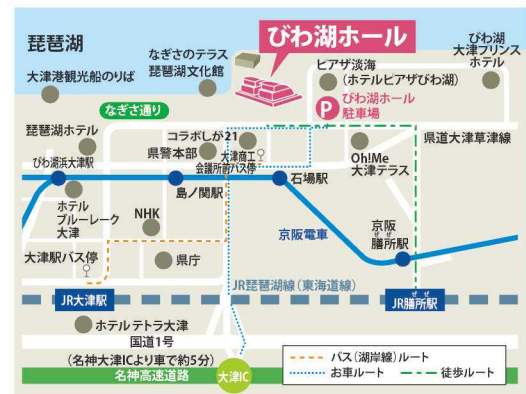 琵琶湖
大津港観光船のりば
なぎさのテラス
琵琶湖文化館
びわ湖ホール
ピアザ淡海
(ホテルピアザびわ湖)
びわ湖
大津プリンス
ホテル
なぎさ通り
P
びわ湖ホール
駐車場
琵琶湖ホテル
コラボしが21
県警本部
大津商工
会議所前バス停
県道大津草津線
Oh!Me
大津テラス
びわ湖浜大津駅
島ノ関駅
石場駅
ホテル
ブルーレーク
大津
NHK
京阪電車
京阪
膳所駅
ぜぜ
大津駅バス停
県庁
JR琵琶湖線(東海道線)
JR大津駅
JR膳所駅
ぜぜ
ホテルテトラ大津
国道1号
(名神大津ICより車で約5分)
名神高速道路
大津IC
バス(湖岸線)ルート
お車ルート
徒歩ルート